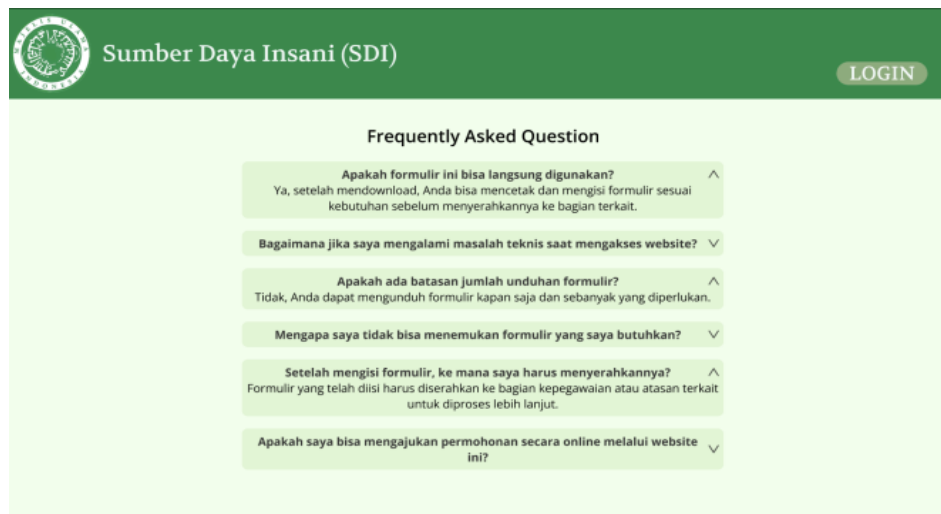 MAJELIS ULAMA
INDONESIA
Sumber Daya Insani (SDI)
LOGIN
Frequently Asked Question
Apakah formulir ini bisa langsung digunakan?
Ya, setelah mendownload, Anda bisa mencetak dan mengisi formulir sesuai
kebutuhan sebelum menyerahkannya ke bagian terkait.
Bagaimana jika saya mengalami masalah teknis saat mengakses website?
Apakah ada batasan jumlah unduhan formulir?
Tidak, Anda dapat mengunduh formulir kapan saja dan sebanyak yang diperlukan.
Mengapa saya tidak bisa menemukan formulir yang saya butuhkan?
Setelah mengisi formulir, ke mana saya harus menyerahkannya?
Formulir yang telah diisi harus diserahkan ke bagian kepegawaian atau atasan terkait
untuk diproses lebih lanjut.
Apakah saya bisa mengajukan permohonan secara online melalui website
ini?